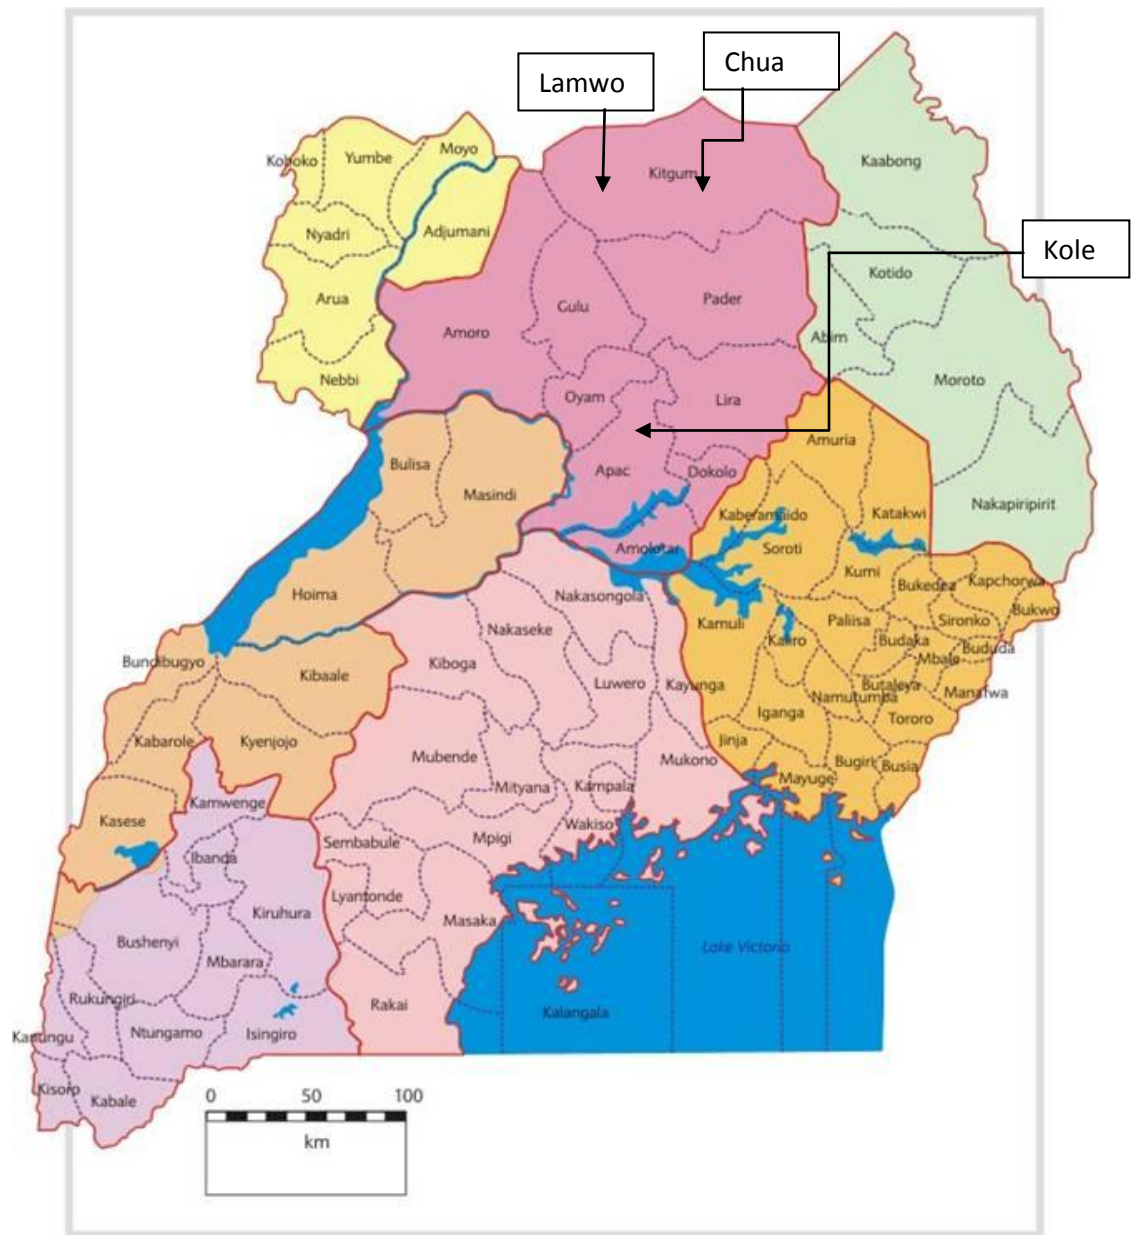 Lamwo
Chua
Kole
Koboko
Yumbe
Moyo
Kitgum
Kaabong
Nyadri
Adjumani
Arua
Kotido
Gulu
Pader
Amoro
Abim
Nebbi
Moroto
Oyam
Lira
Amuria
Bulisa
Apac
Dokolo
Masindi
Nakapiripirit
Kaberamaido
Katakwi
Amolotar
Soroti
Kumi
Bukedea
Kapchorwa
Hoima
Nakasongola
Bukwo
Nakaseke
Kamuli
Paliisa
Sironko
Kaliro
Budaka
Bududa
Bundibugyo
Kiboga
Mbale
Kibaale
Luwero
Kayunga
Butaleya
Manafwa
Namutumba
Iganga
Tororo
Kabarole
Kyenjojo
Jinja
Mubende
Mukono
Bugiri
Busia
Mityana
Kampala
Mayuge
Kamwenge
Kasese
Wakiso
Sembabule
Mpigi
Ibanda
Lyantonde
Kiruhura
Masaka
Bushenyi
Lake Victoria
Mbarara
Rukungiri
Rakai
Kalangala
Kanungu
Ntungamo
Isingiro
Kisoro
Kabale
0 50 100
km